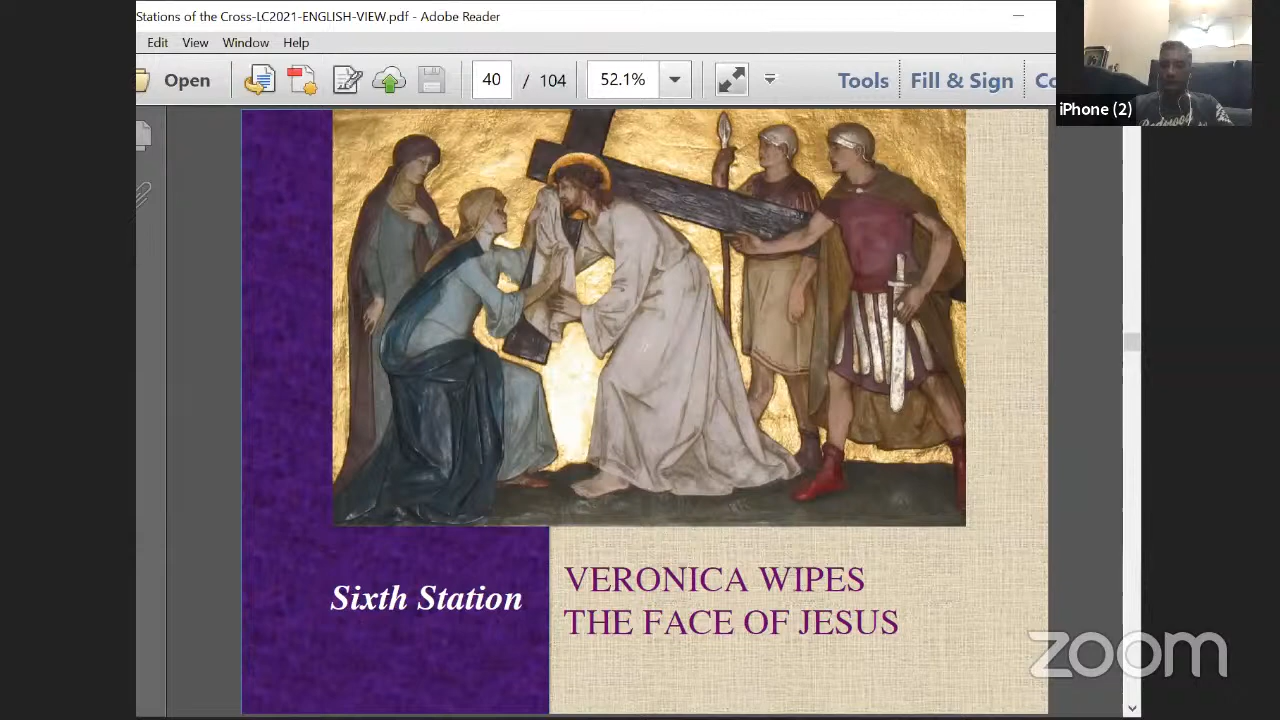 Stations of the Cross-LC2021-ENGLISH-VIEW.pdf - Adobe Reader
Edit View Window Help
Open 40 / 104 52.1% Tools Fill & Sign Co
iPhone (2)
Sixth Station
VERONICA WIPES
THE FACE OF JESUS
zoom